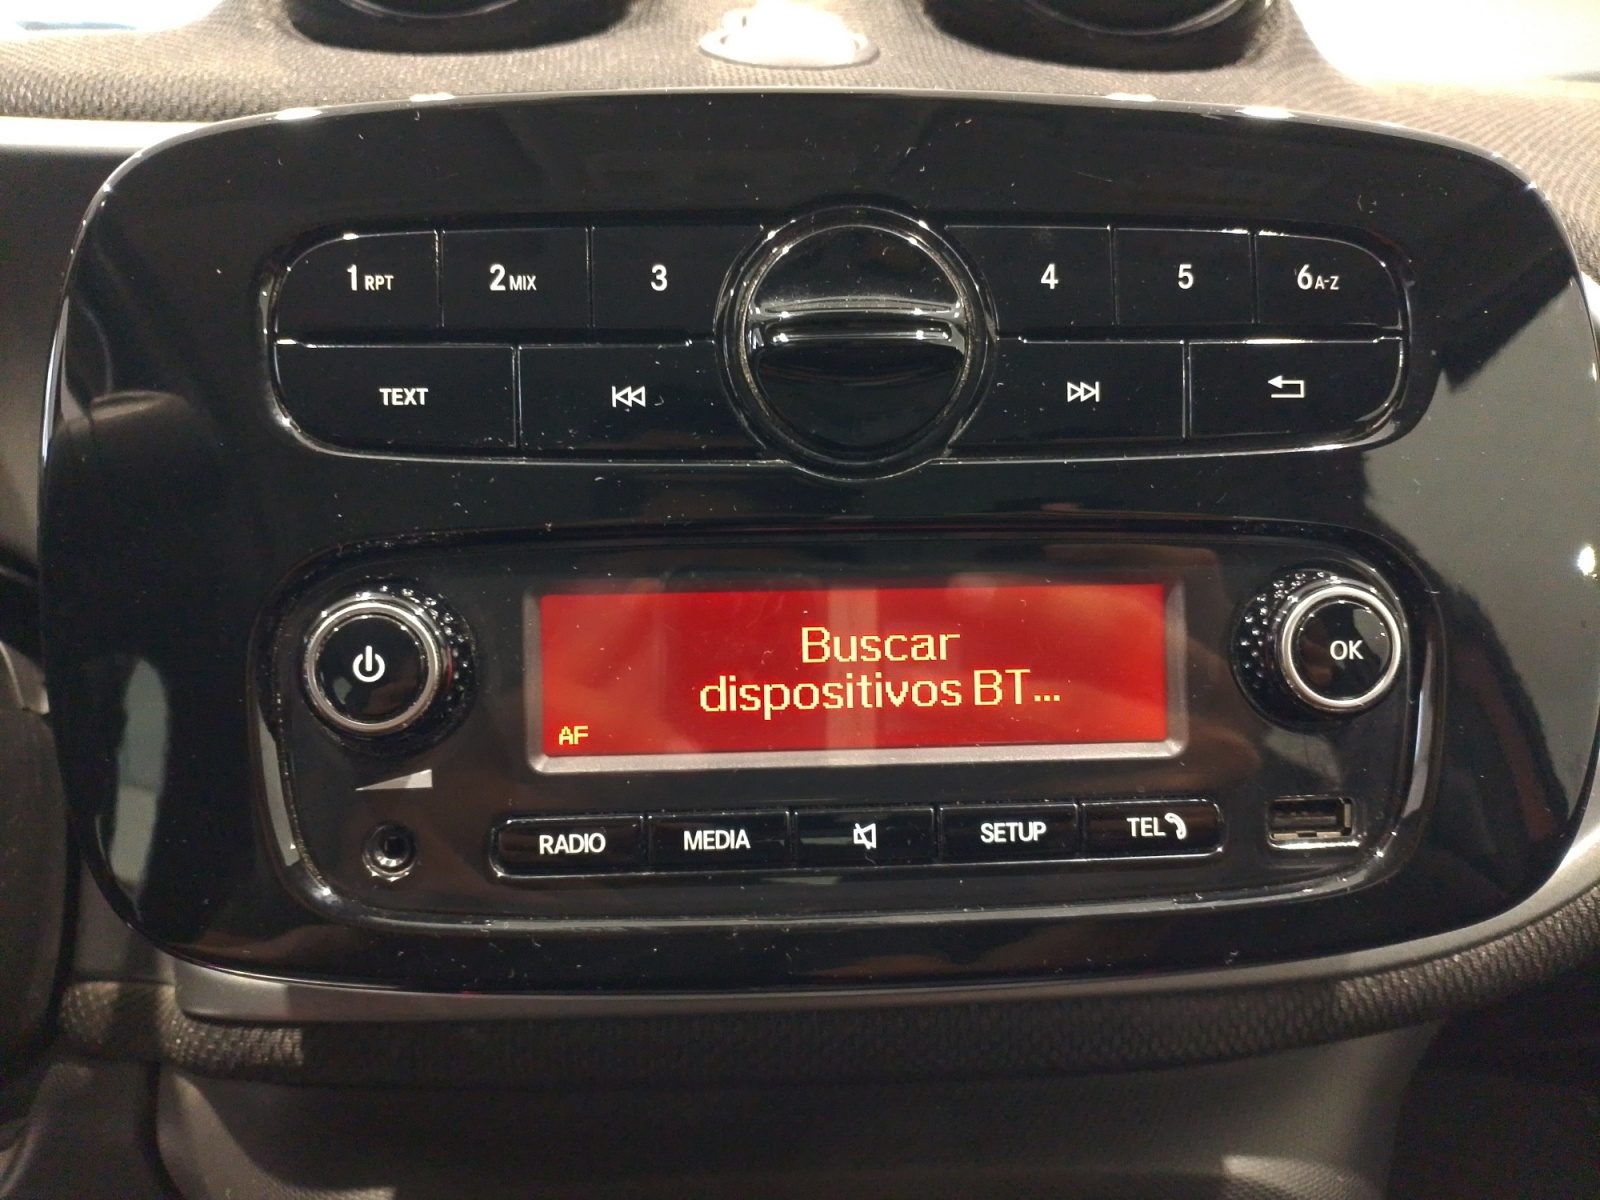 1 RPT 2 MIX 3 4 5 6 A-Z
TEXT
Buscar
dispositivos BT...
AF
OK
RADIO MEDIA SETUP TEL